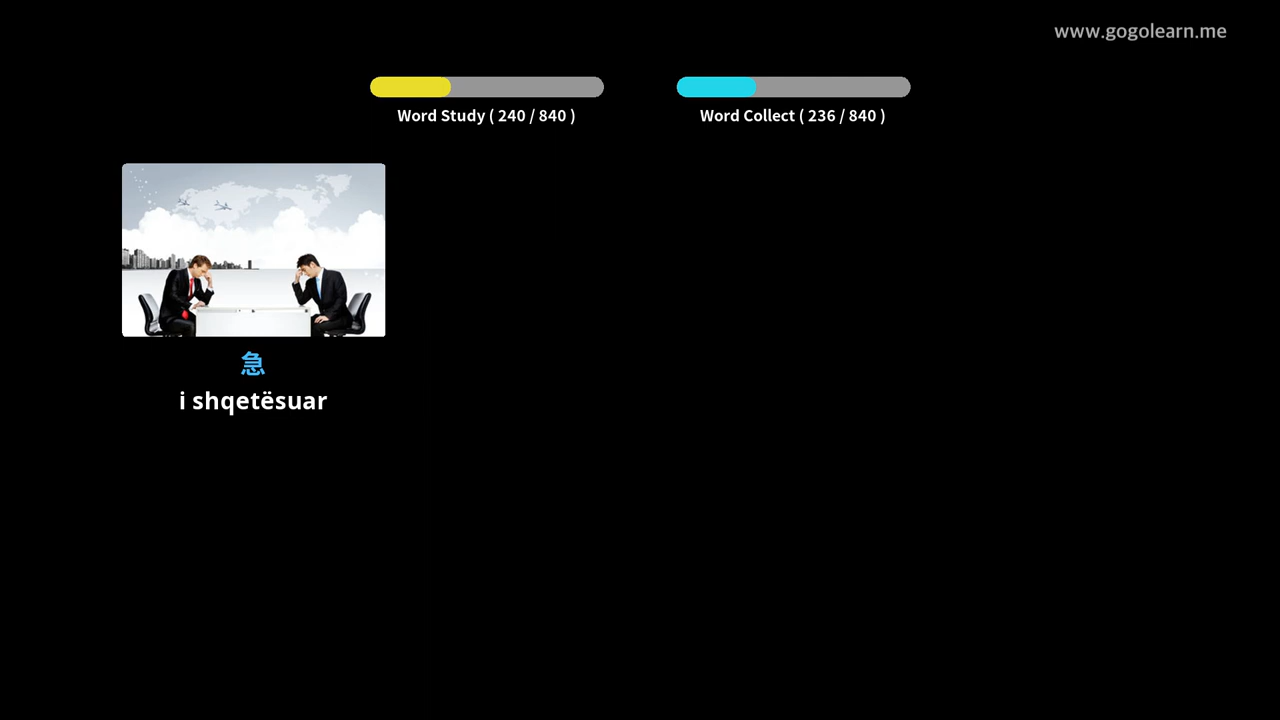 www.gogolearn.me
Word Study ( 240 / 840 )
Word Collect ( 236 / 840 )
急
i shqetësuar